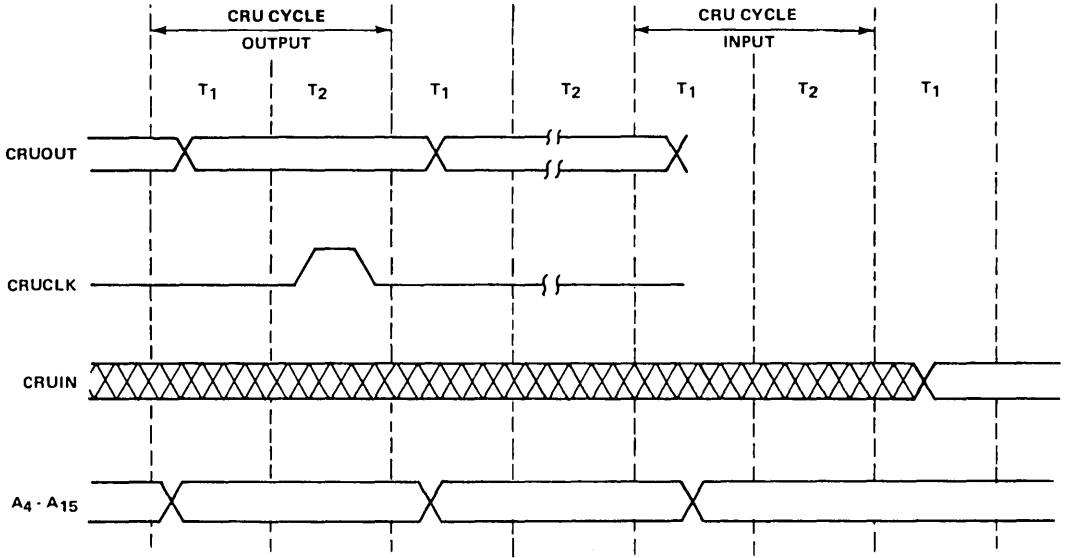 CRU CYCLE
OUTPUT
CRU CYCLE
INPUT
T1 T2 T1 T2 T1 T2 T1
CRUOUT
CRUCLK
CRUIN
A4 - A15